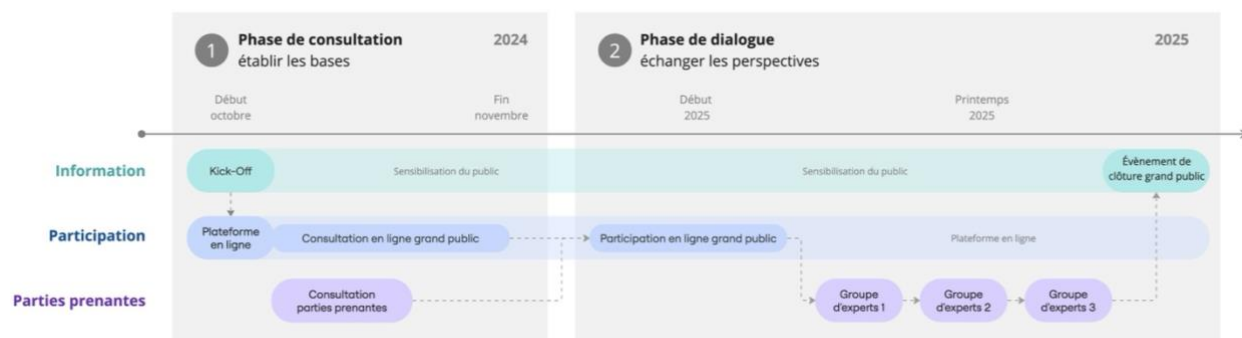 1
Phase de consultation
établir les bases
2024
2
Phase de dialogue
échanger les perspectives
2025
Début
octobre
Fin
novembre
Début
2025
Printemps
2025
Information
Kick-Off
Sensibilisation du public
Sensibilisation du public
Évènement de
clôture grand public
Participation
Plateforme
en ligne
Consultation en ligne grand public
Participation en ligne grand public
Plateforme en ligne
Parties prenantes
Consultation
parties prenantes
Groupe
d'experts 1
Groupe
d'experts 2
Groupe
d'experts 3